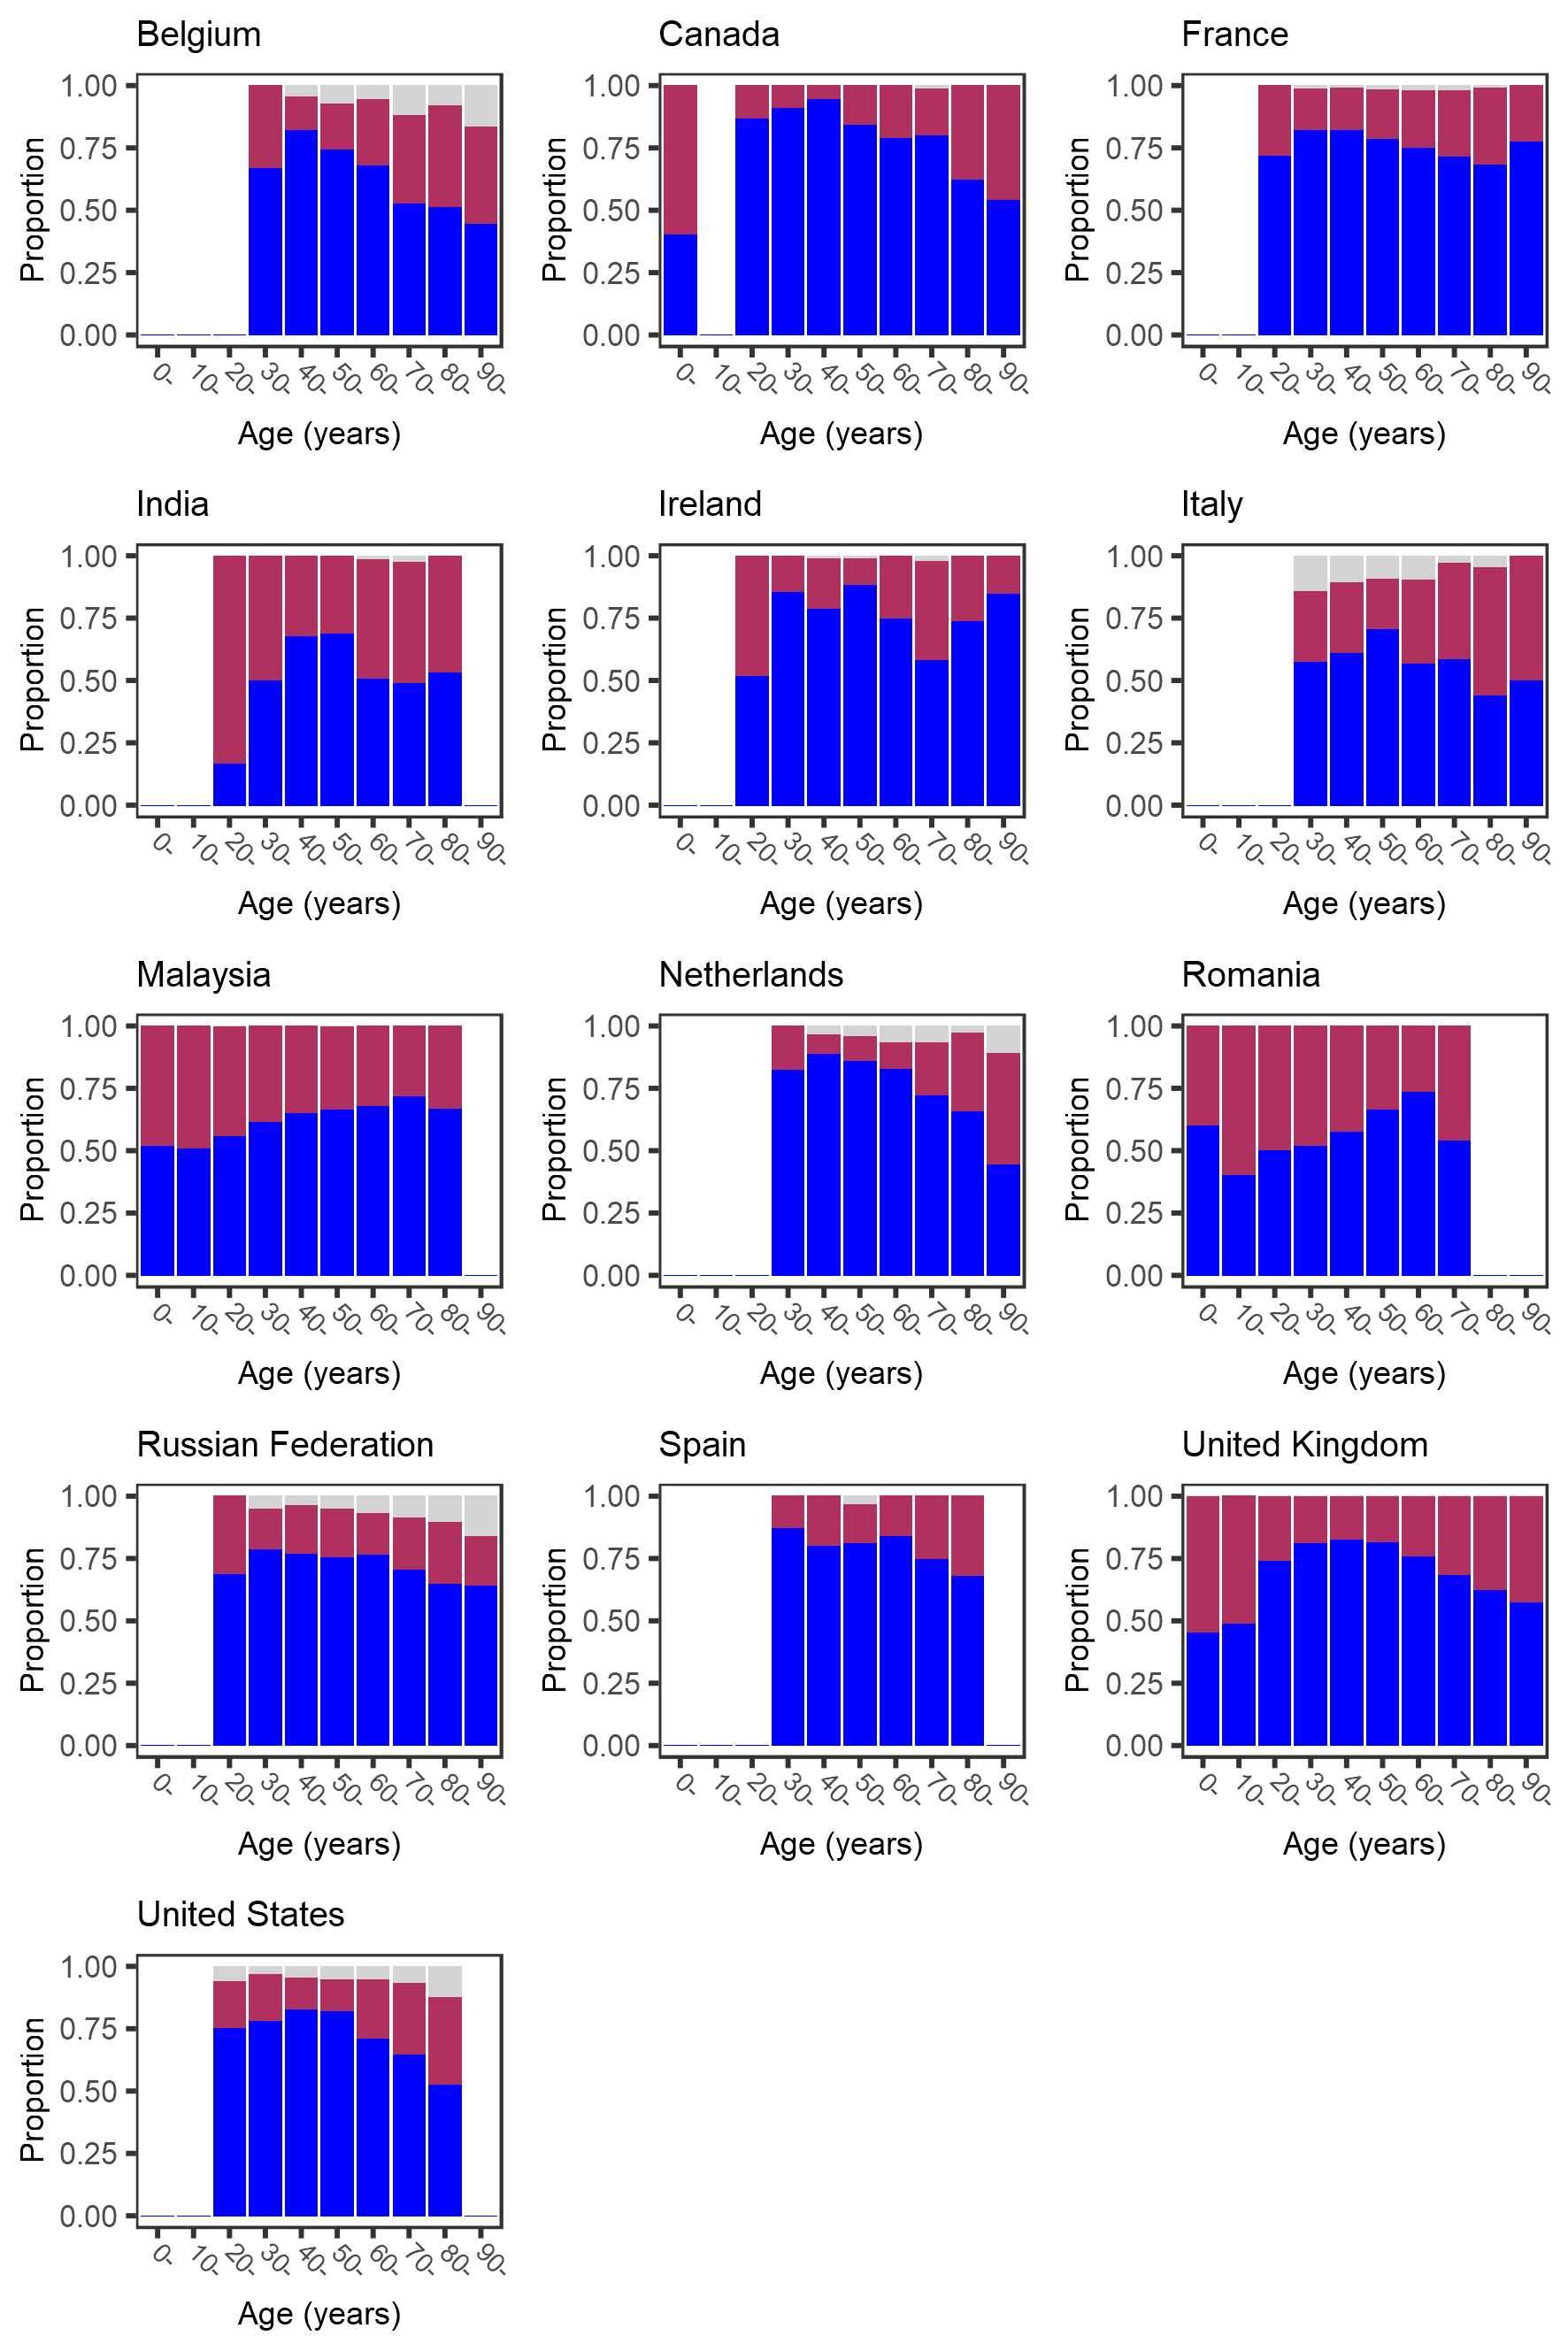 Belgium Canada France
1.00 1.00 1.00
0.75 0.75 0.75
0.50 0.50 0.50
0.25 0.25 0.25
0.00 0.00 0.00
Proportion Proportion Proportion
0- 10- 20- 30- 40- 50- 60- 70- 80- 90- 0- 10- 20- 30- 40- 50- 60- 70- 80- 90- 0- 10- 20- 30- 40- 50- 60- 70- 80- 90-
Age (years) Age (years) Age (years)
India Ireland Italy
1.00 1.00 1.00
0.75 0.75 0.75
0.50 0.50 0.50
0.25 0.25 0.25
0.00 0.00 0.00
Proportion Proportion Proportion
0- 10- 20- 30- 40- 50- 60- 70- 80- 90- 0- 10- 20- 30- 40- 50- 60- 70- 80- 90- 0- 10- 20- 30- 40- 50- 60- 70- 80- 90-
Age (years) Age (years) Age (years)
Malaysia Netherlands Romania
1.00 1.00 1.00
0.75 0.75 0.75
0.50 0.50 0.50
0.25 0.25 0.25
0.00 0.00 0.00
Proportion Proportion Proportion
0- 10- 20- 30- 40- 50- 60- 70- 80- 90- 0- 10- 20- 30- 40- 50- 60- 70- 80- 90- 0- 10- 20- 30- 40- 50- 60- 70- 80- 90-
Age (years) Age (years) Age (years)
Russian Federation Spain United Kingdom
1.00 1.00 1.00
0.75 0.75 0.75
0.50 0.50 0.50
0.25 0.25 0.25
0.00 0.00 0.00
Proportion Proportion Proportion
0- 10- 20- 30- 40- 50- 60- 70- 80- 90- 0- 10- 20- 30- 40- 50- 60- 70- 80- 90- 0- 10- 20- 30- 40- 50- 60- 70- 80- 90-
Age (years) Age (years) Age (years)
United States
1.00
0.75
0.50
0.25
0.00
Proportion
0- 10- 20- 30- 40- 50- 60- 70- 80- 90-
Age (years)